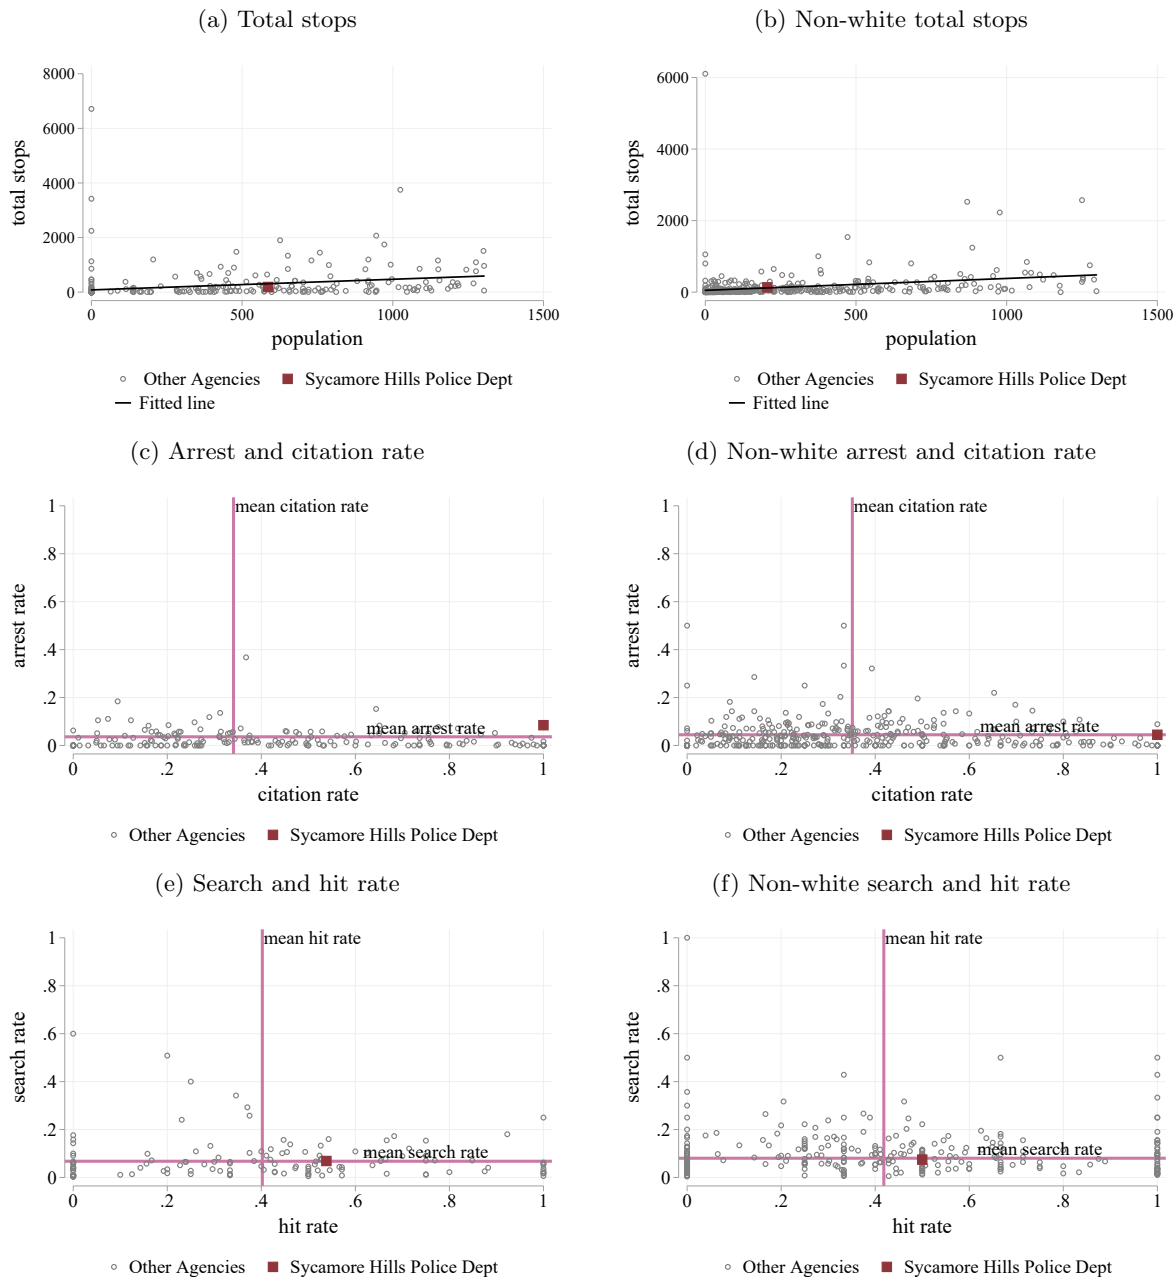 (a) Total stops
(b) Non-white total stops
total stops
8000
6000
4000
2000
0
0 500 1000 1500
population
Other Agencies Sycamore Hills Police Dept
Fitted line
total stops
6000
4000
2000
0
0 500 1000 1500
population
Other Agencies Sycamore Hills Police Dept
Fitted line
(c) Arrest and citation rate
(d) Non-white arrest and citation rate
arrest rate
1
.8
.6
.4
.2
0
mean citation rate
mean arrest rate
0 .2 .4 .6 .8 1
citation rate
Other Agencies Sycamore Hills Police Dept
arrest rate
1
.8
.6
.4
.2
0
mean citation rate
mean arrest rate
0 .2 .4 .6 .8 1
citation rate
Other Agencies Sycamore Hills Police Dept
(e) Search and hit rate
(f) Non-white search and hit rate
search rate
1
.8
.6
.4
.2
0
mean hit rate
mean search rate
0 .2 .4 .6 .8 1
hit rate
Other Agencies Sycamore Hills Police Dept
search rate
1
.8
.6
.4
.2
0
mean hit rate
mean search rate
0 .2 .4 .6 .8 1
hit rate
Other Agencies Sycamore Hills Police Dept